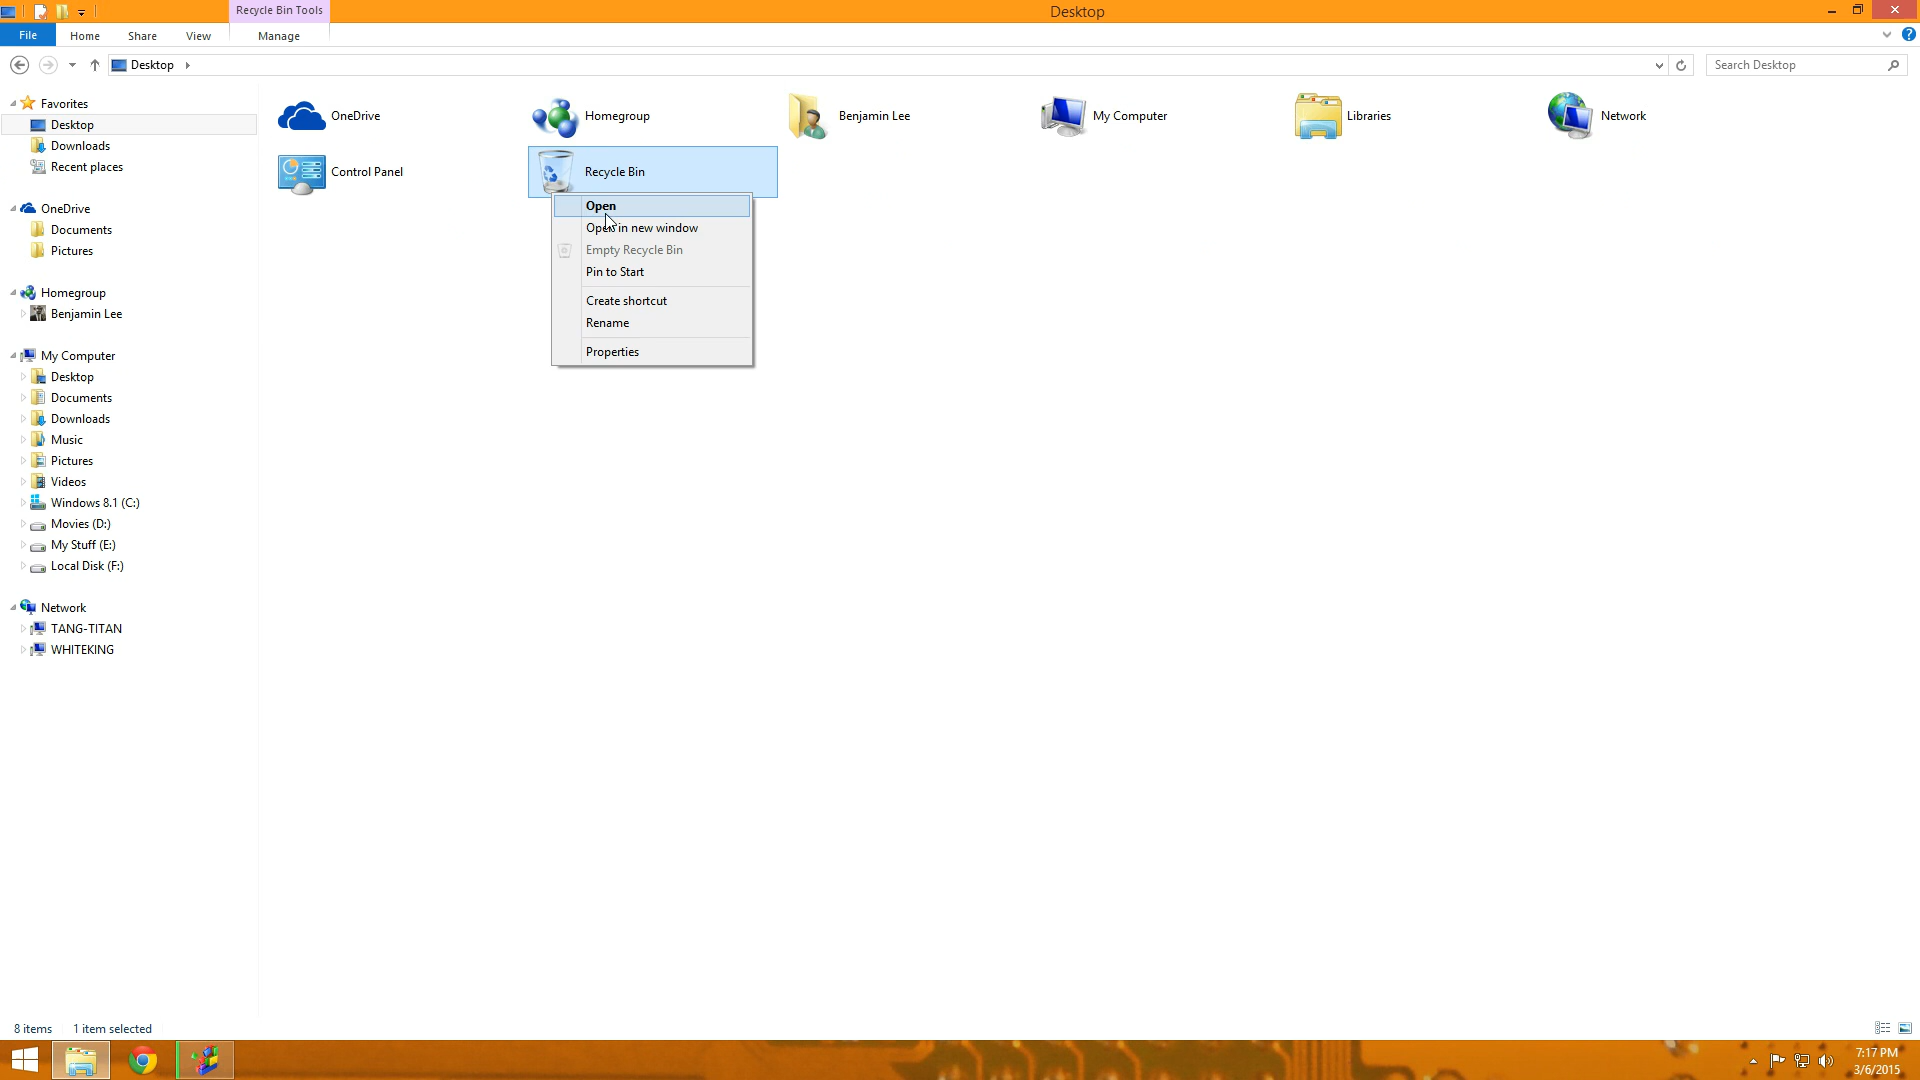 Recycle Bin Tools
Desktop
File Home Share View Manage
Desktop
Search Desktop
Favorites
Desktop
Downloads
Recent places
OneDrive
Documents
Pictures
Homegroup
Benjamin Lee
My Computer
Desktop
Documents
Downloads
Music
Pictures
Videos
Windows 8.1 (C:)
Movies (D:)
My Stuff (E:)
Local Disk (F:)
Network
TANG-TITAN
WHITEKING
OneDrive Homegroup Benjamin Lee My Computer Libraries Network
Control Panel Recycle Bin
Open
Open in new window
Empty Recycle Bin
Pin to Start
Create shortcut
Rename
Properties
8 items 1 item selected
7:17 PM
3/6/2015